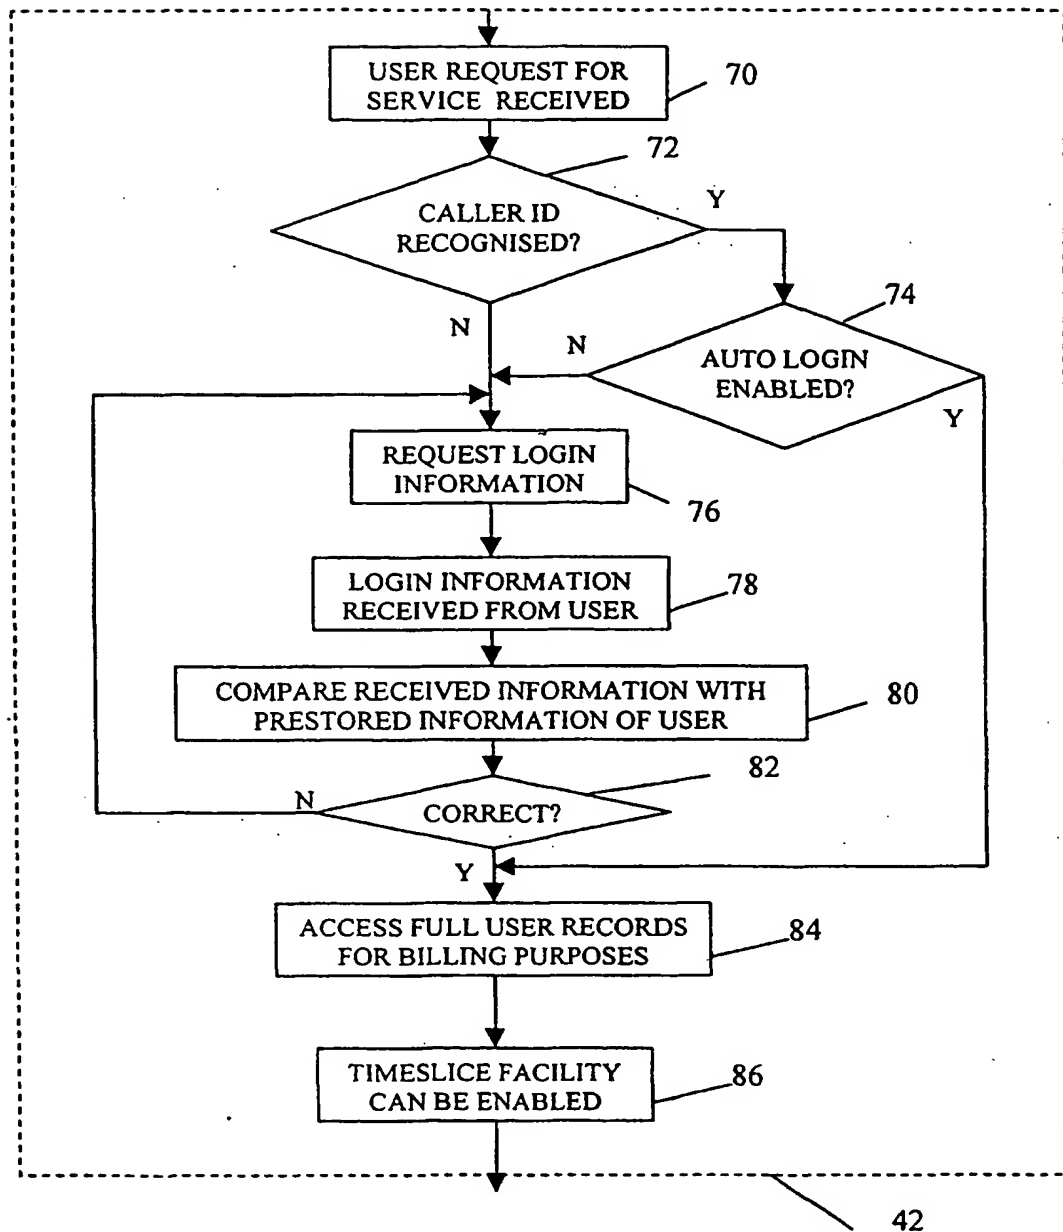 USER REQUEST FOR
SERVICE RECEIVED
70
72
CALLER ID
RECOGNISED?
Y
N
74
AUTO LOGIN
ENABLED?
N
Y
REQUEST LOGIN
INFORMATION
76
LOGIN INFORMATION
RECEIVED FROM USER
78
COMPARE RECEIVED INFORMATION WITH
PRESTORED INFORMATION OF USER
80
82
CORRECT?
N
Y
ACCESS FULL USER RECORDS
FOR BILLING PURPOSES
84
TIMESLICE FACILITY
CAN BE ENABLED
86
42